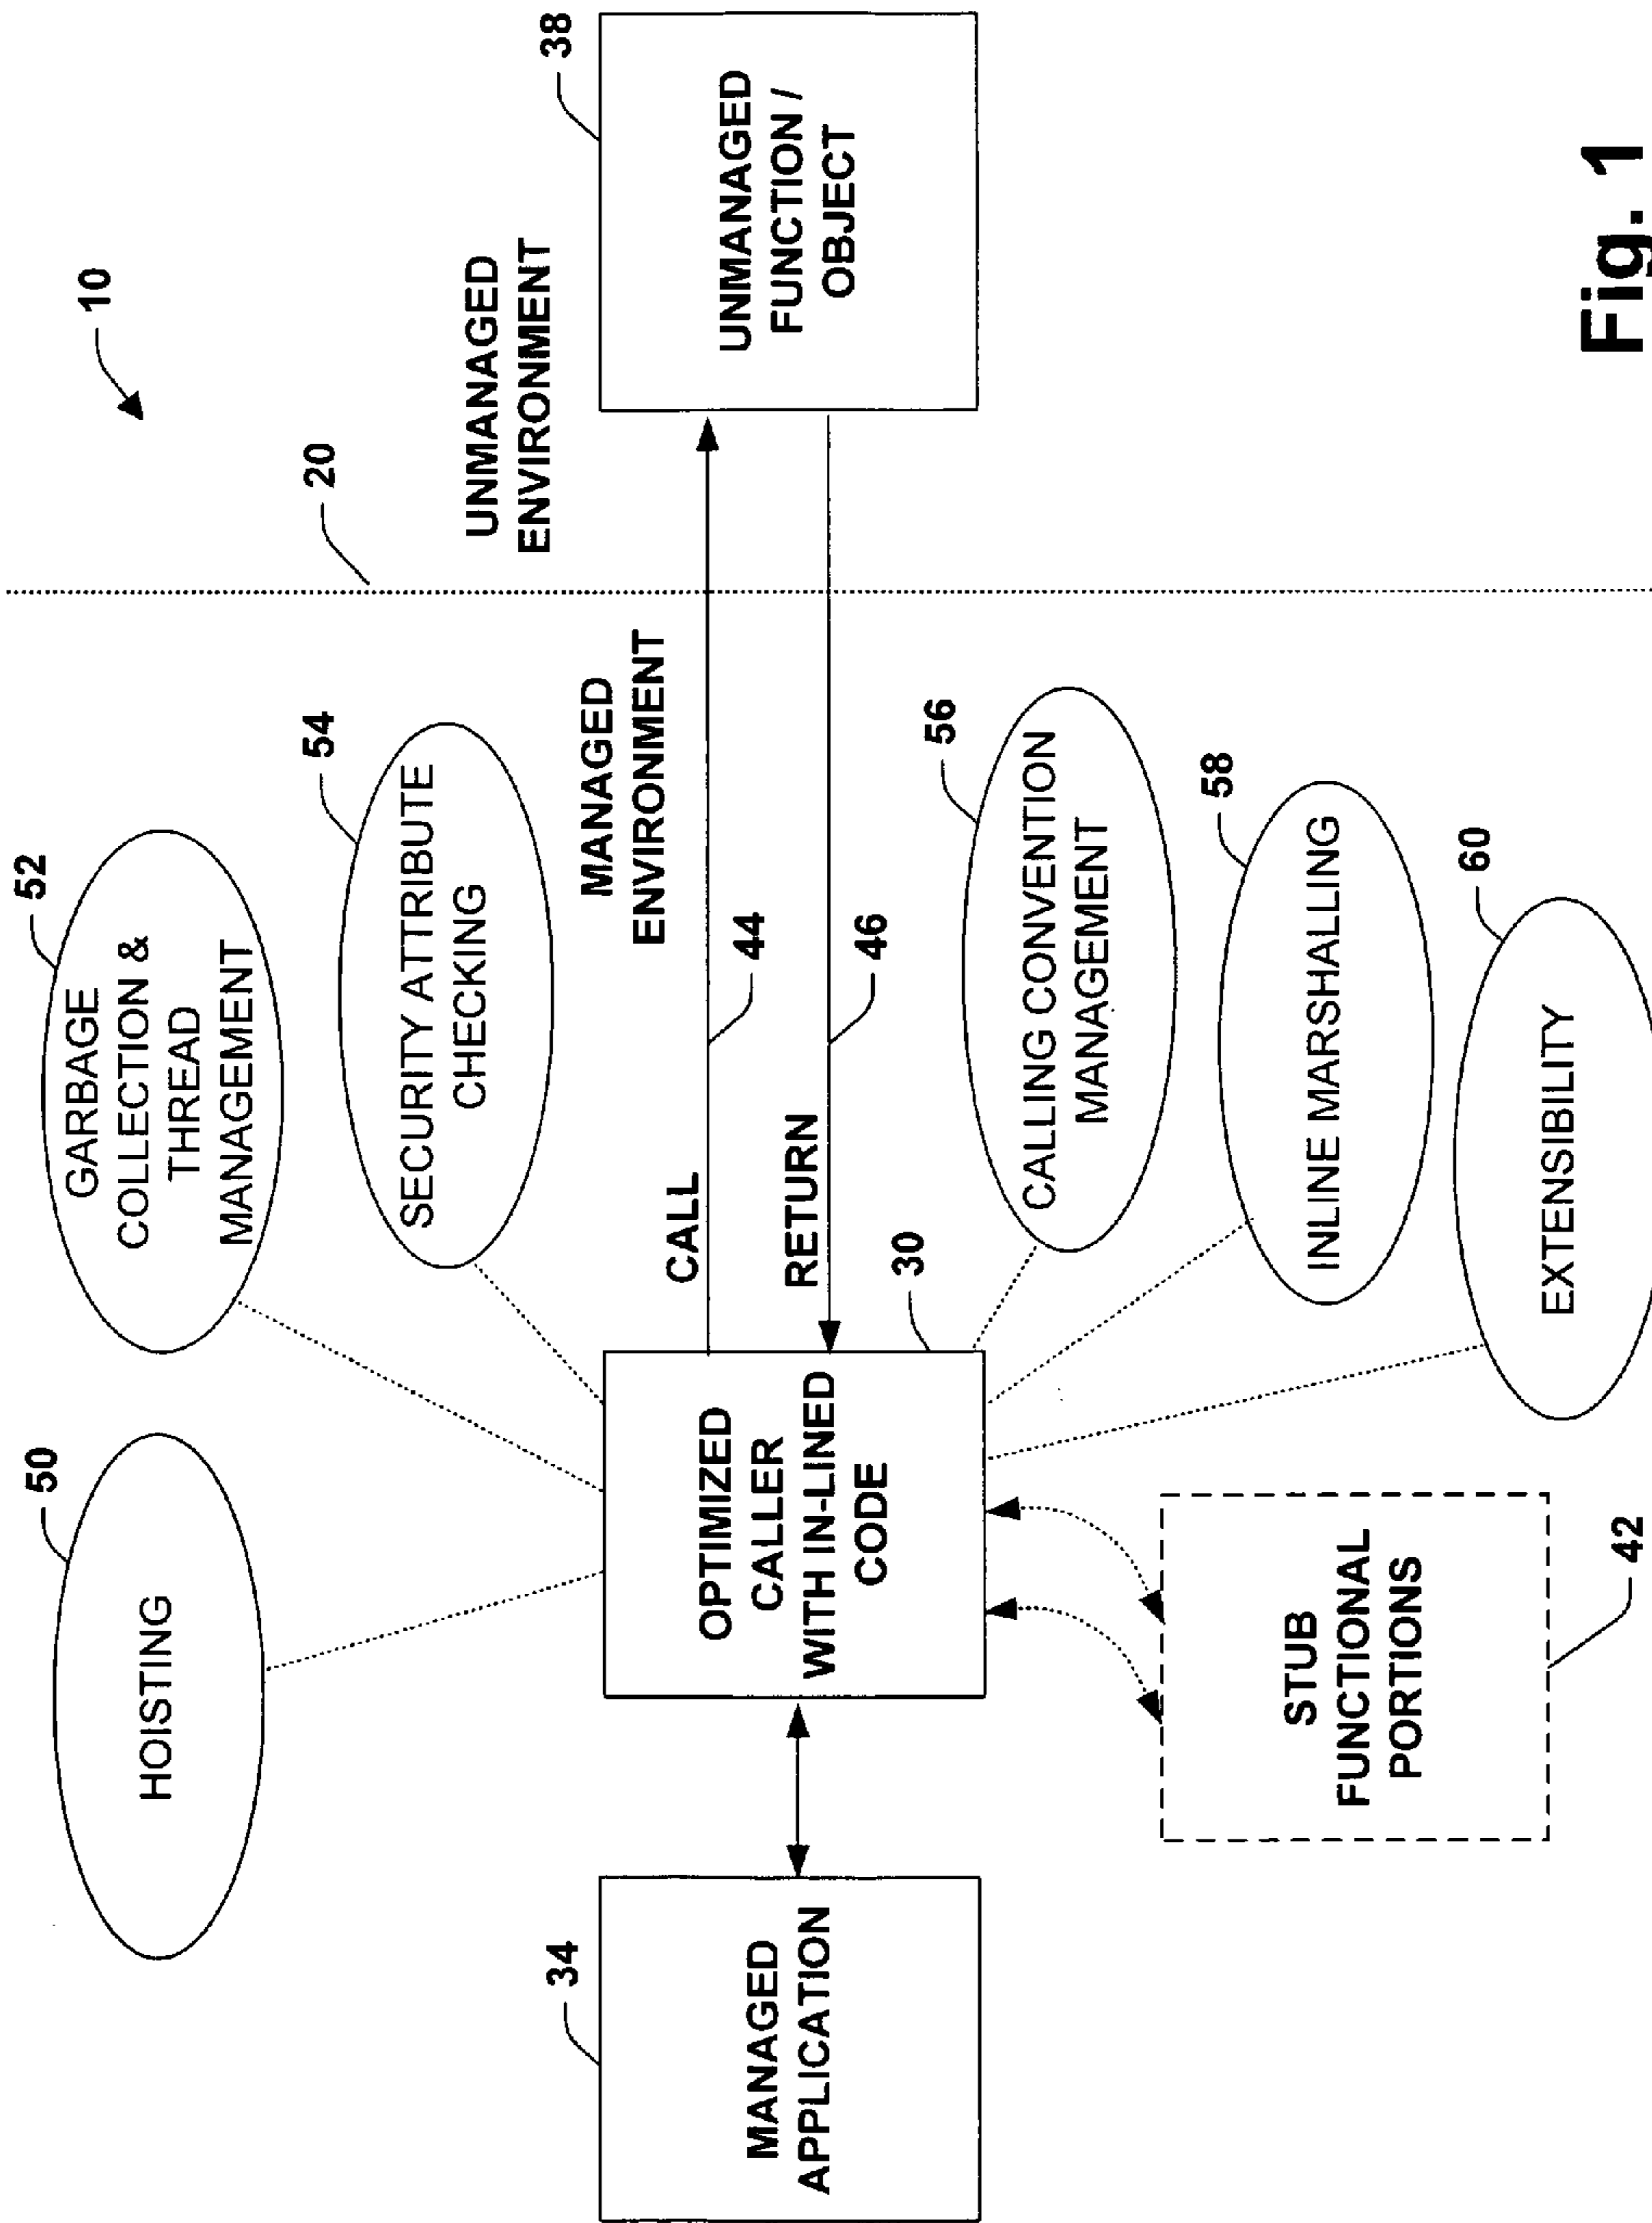 10
20
UNMANAGED
ENVIRONMENT
38
UNMANAGED
FUNCTION /
OBJECT
50
HOISTING
52
GARBAGE
COLLECTION &
THREAD
MANAGEMENT
54
SECURITY ATTRIBUTE
CHECKING
MANAGED
ENVIRONMENT
CALL
44
RETURN
46
34
MANAGED
APPLICATION
30
OPTIMIZED
CALLER
WITH IN-LINED
CODE
56
CALLING CONVENTION
MANAGEMENT
58
INLINE MARSHALLING
60
EXTENSIBILITY
STUB
FUNCTIONAL
PORTIONS
42
Fig. 1